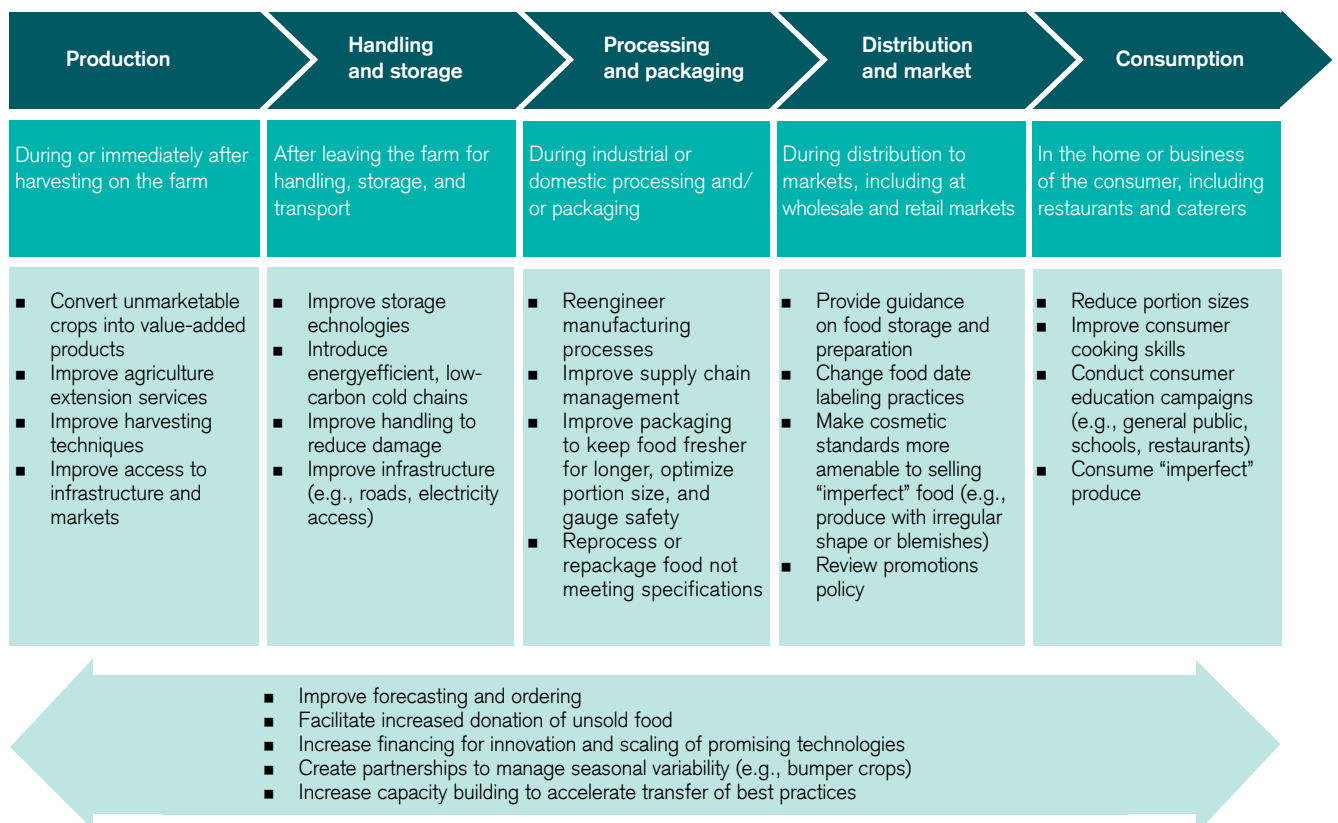 Production
Handling
and storage
Processing
and packaging
Distribution
and market
Consumption
During or immediately after
harvesting on the farm
After leaving the farm for
handling, storage, and
transport
During industrial or
domestic processing and/
or packaging
During distribution to
markets, including at
wholesale and retail markets
In the home or business
of the consumer, including
restaurants and caterers
■ Convert unmarketable
crops into value-added
products
■ Improve agriculture
extension services
■ Improve harvesting
techniques
■ Improve access to
infrastructure and
markets
■ Improve storage
echnologies
■ Introduce
energyefficient, low-
carbon cold chains
■ Improve handling to
reduce damage
■ Improve infrastructure
(e.g., roads, electricity
access)
■ Reengineer
manufacturing
processes
■ Improve supply chain
management
■ Improve packaging
to keep food fresher
for longer, optimize
portion size, and
gauge safety
■ Reprocess or
repackage food not
meeting specifications
■ Provide guidance
on food storage and
preparation
■ Change food date
labeling practices
■ Make cosmetic
standards more
amenable to selling
“imperfect” food (e.g.,
produce with irregular
shape or blemishes)
■ Review promotions
policy
■ Reduce portion sizes
■ Improve consumer
cooking skills
■ Conduct consumer
education campaigns
(e.g., general public,
schools, restaurants)
■ Consume “imperfect”
produce
■ Improve forecasting and ordering
■ Facilitate increased donation of unsold food
■ Increase financing for innovation and scaling of promising technologies
■ Create partnerships to manage seasonal variability (e.g., bumper crops)
■ Increase capacity building to accelerate transfer of best practices